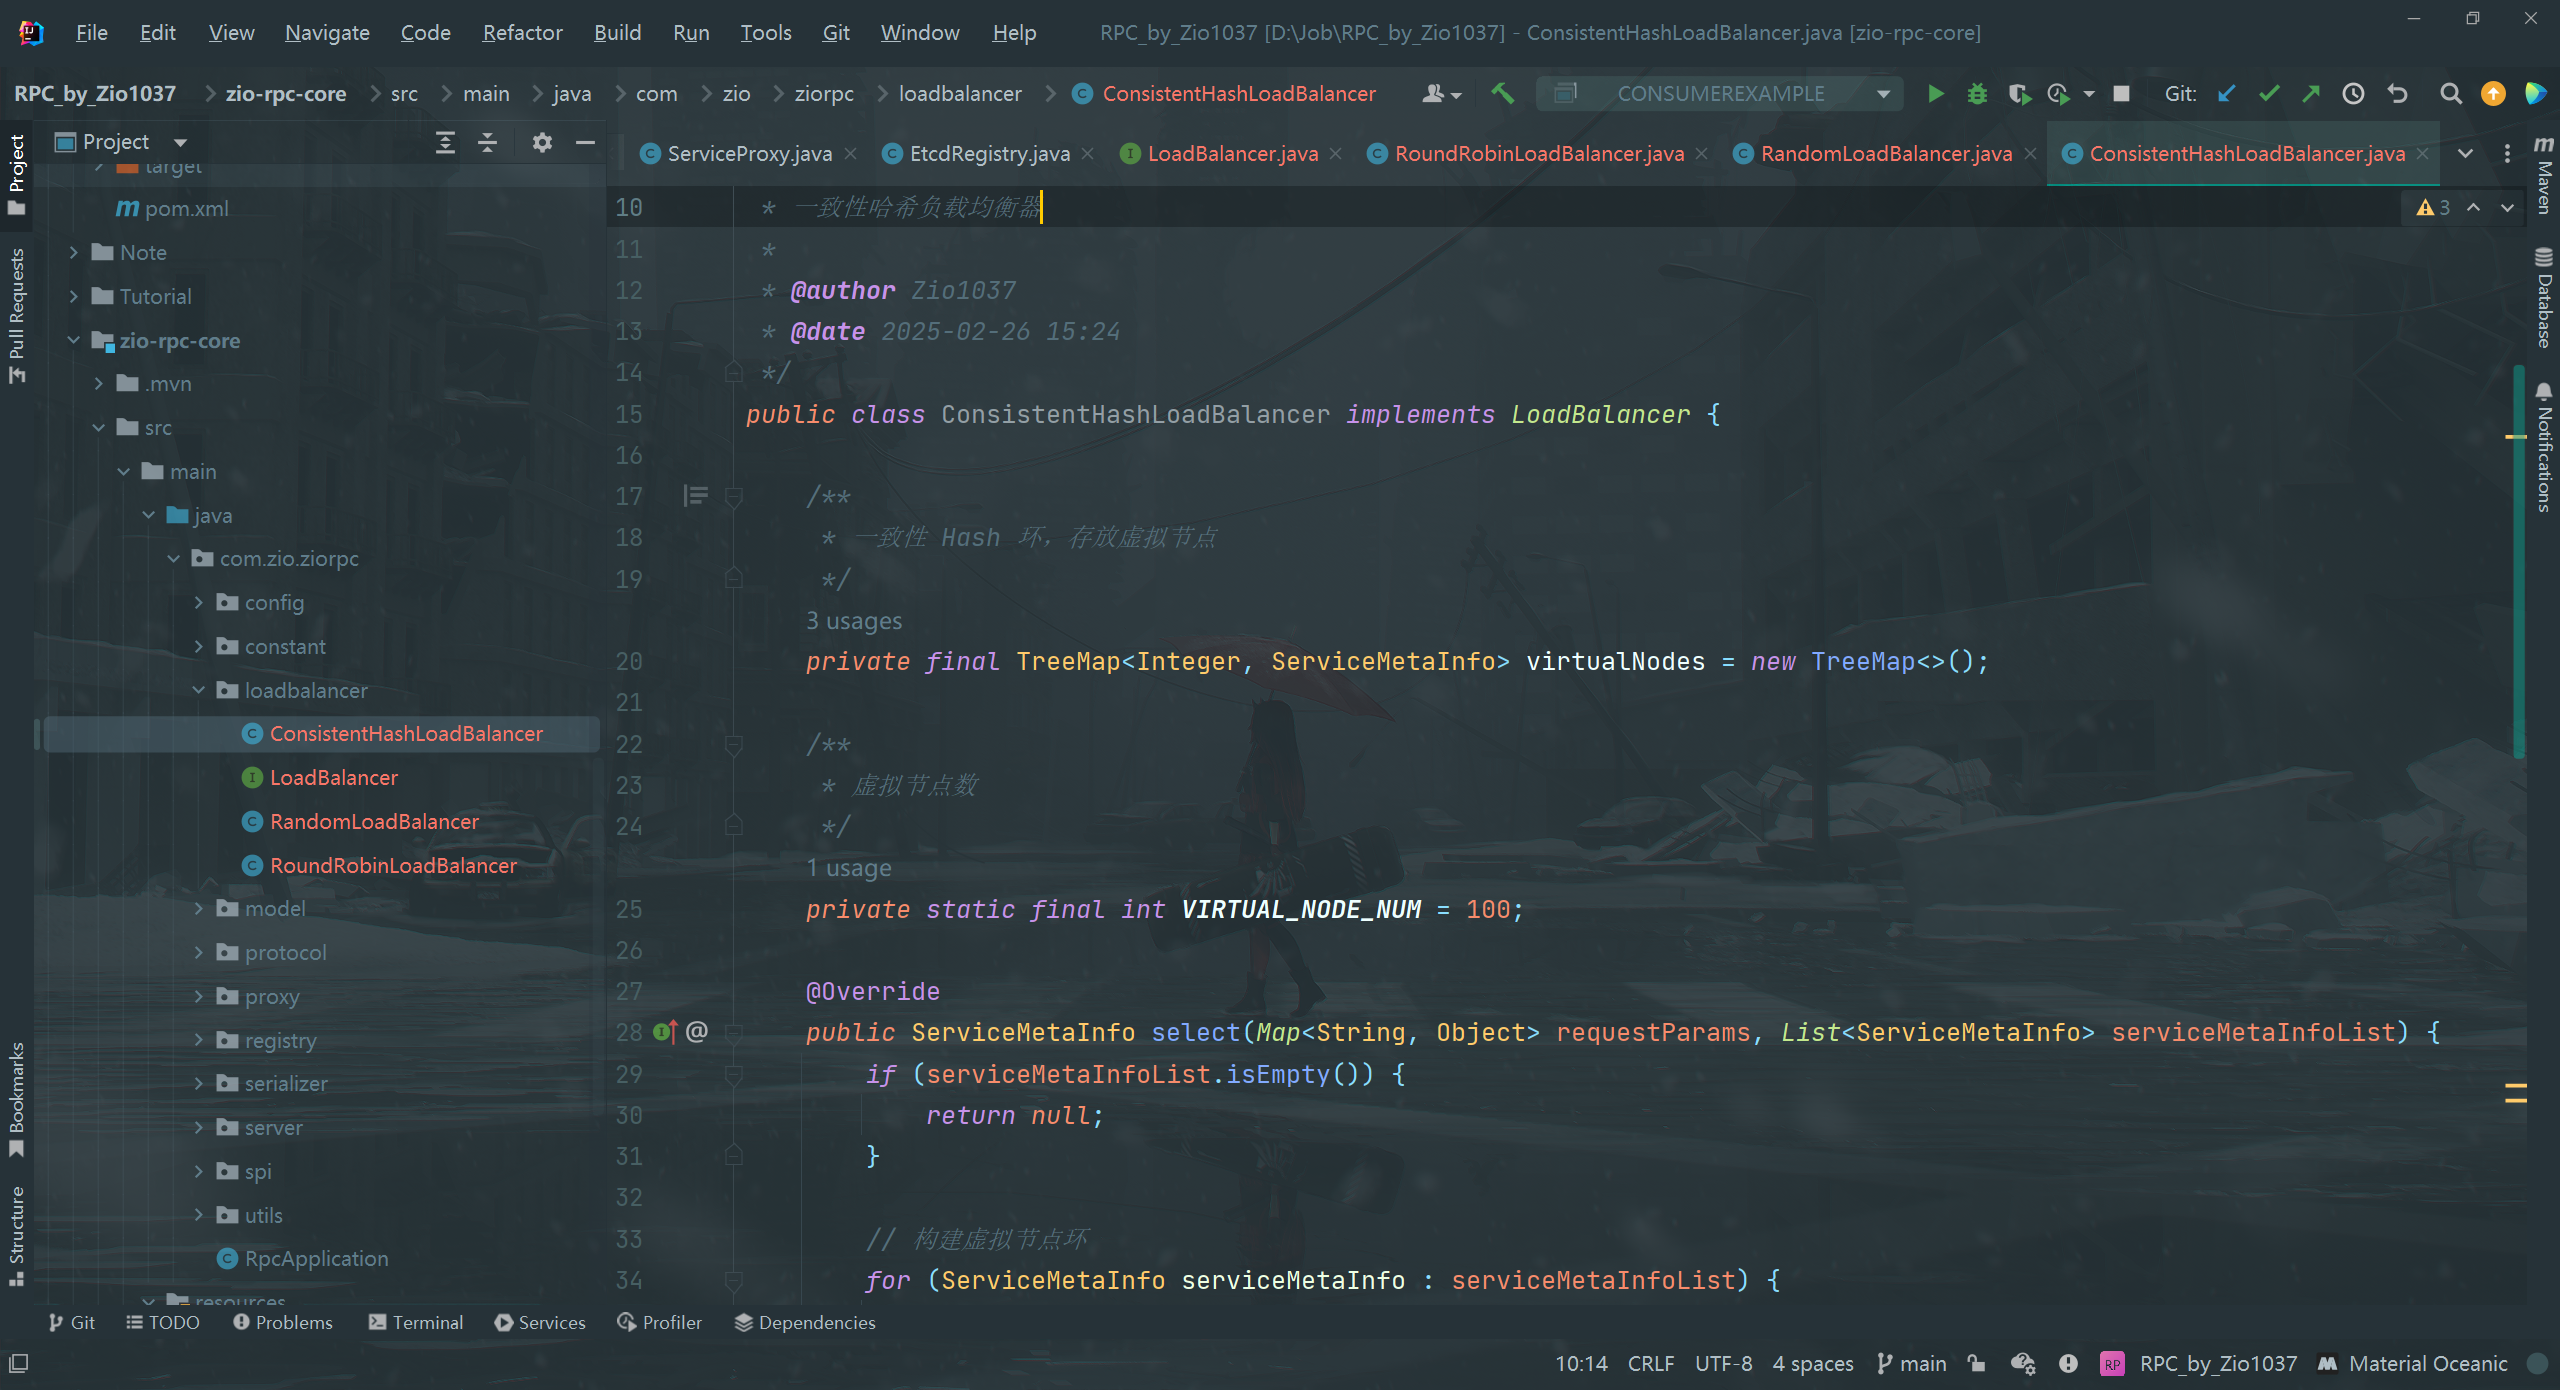 File Edit View Navigate Code Refactor Build Run Tools Git Window Help RPC_by_Zio1037 [D:\Job\RPC_by_Zio1037] - ConsistentHashLoadBalancer.java [zio-rpc-core]
RPC_by_Zio1037 zio-rpc-core src main java com zio ziorpc loadbalancer ConsistentHashLoadBalancer CONSUMEREXAMPLE Git:
Project
ServiceProxy.java EtcdRegistry.java LoadBalancer.java RoundRobinLoadBalancer.java RandomLoadBalancer.java ConsistentHashLoadBalancer.java
Project
Pull Requests
Bookmarks
Structure
target
pom.xml
Note
Tutorial
zio-rpc-core
.mvn
src
main
java
com.zio.ziorpc
config
constant
loadbalancer
ConsistentHashLoadBalancer
LoadBalancer
RandomLoadBalancer
RoundRobinLoadBalancer
model
protocol
proxy
registry
serializer
server
spi
utils
RpcApplication
resources
10 * 一致性哈希负载均衡器
11 *
12 * @author Zio1037
13 * @date 2025-02-26 15:24
14 */
15 public class ConsistentHashLoadBalancer implements LoadBalancer {
16
17 /**
18 * 一致性 Hash 环，存放虚拟节点
19 */
3 usages
20 private final TreeMap<Integer, ServiceMetaInfo> virtualNodes = new TreeMap<>();
21
22 /**
23 * 虚拟节点数
24 */
1 usage
25 private static final int VIRTUAL_NODE_NUM = 100;
26
27 @Override
28 @ public ServiceMetaInfo select(Map<String, Object> requestParams, List<ServiceMetaInfo> serviceMetaInfoList) {
29 if (serviceMetaInfoList.isEmpty()) {
30 return null;
31 }
32
33 // 构建虚拟节点环
34 for (ServiceMetaInfo serviceMetaInfo : serviceMetaInfoList) {
3
Maven
Database
Notifications
Git TODO Problems Terminal Services Profiler Dependencies
10:14 CRLF UTF-8 4 spaces main RP RPC_by_Zio1037 Material Oceanic